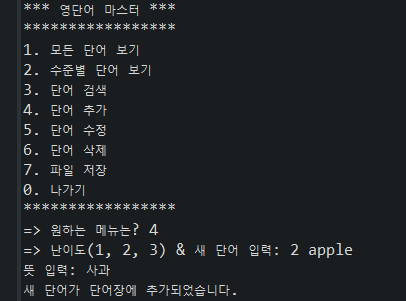 *** 영단어 마스터 ***
*****************
1. 모든 단어 보기
2. 수준별 단어 보기
3. 단어 검색
4. 단어 추가
5. 단어 수정
6. 단어 삭제
7. 파일 저장
0. 나가기
*****************
=> 원하는 메뉴는? 4
=> 난이도(1, 2, 3) & 새 단어 입력: 2 apple
뜻 입력: 사과
새 단어가 단어장에 추가되었습니다.